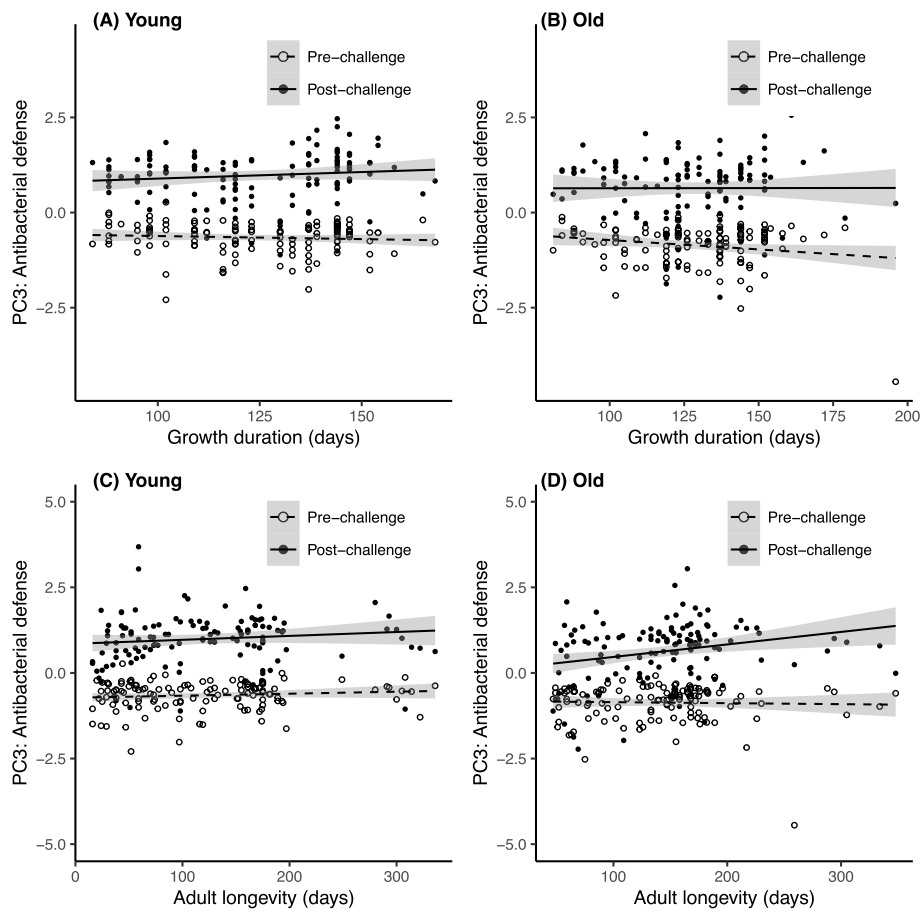 (A) Young
(B) Old
Pre−challenge
Post−challenge
Pre−challenge
Post−challenge
PC3: Antibacterial defense
2.5
0.0
−2.5
100
125
150
Growth duration (days)
PC3: Antibacterial defense
2.5
0.0
−2.5
100
125
150
175
200
Growth duration (days)
(C) Young
(D) Old
Pre−challenge
Post−challenge
Pre−challenge
Post−challenge
PC3: Antibacterial defense
5.0
2.5
0.0
−2.5
−5.0
0
100
200
300
Adult longevity (days)
PC3: Antibacterial defense
5.0
2.5
0.0
−2.5
−5.0
100
200
300
Adult longevity (days)